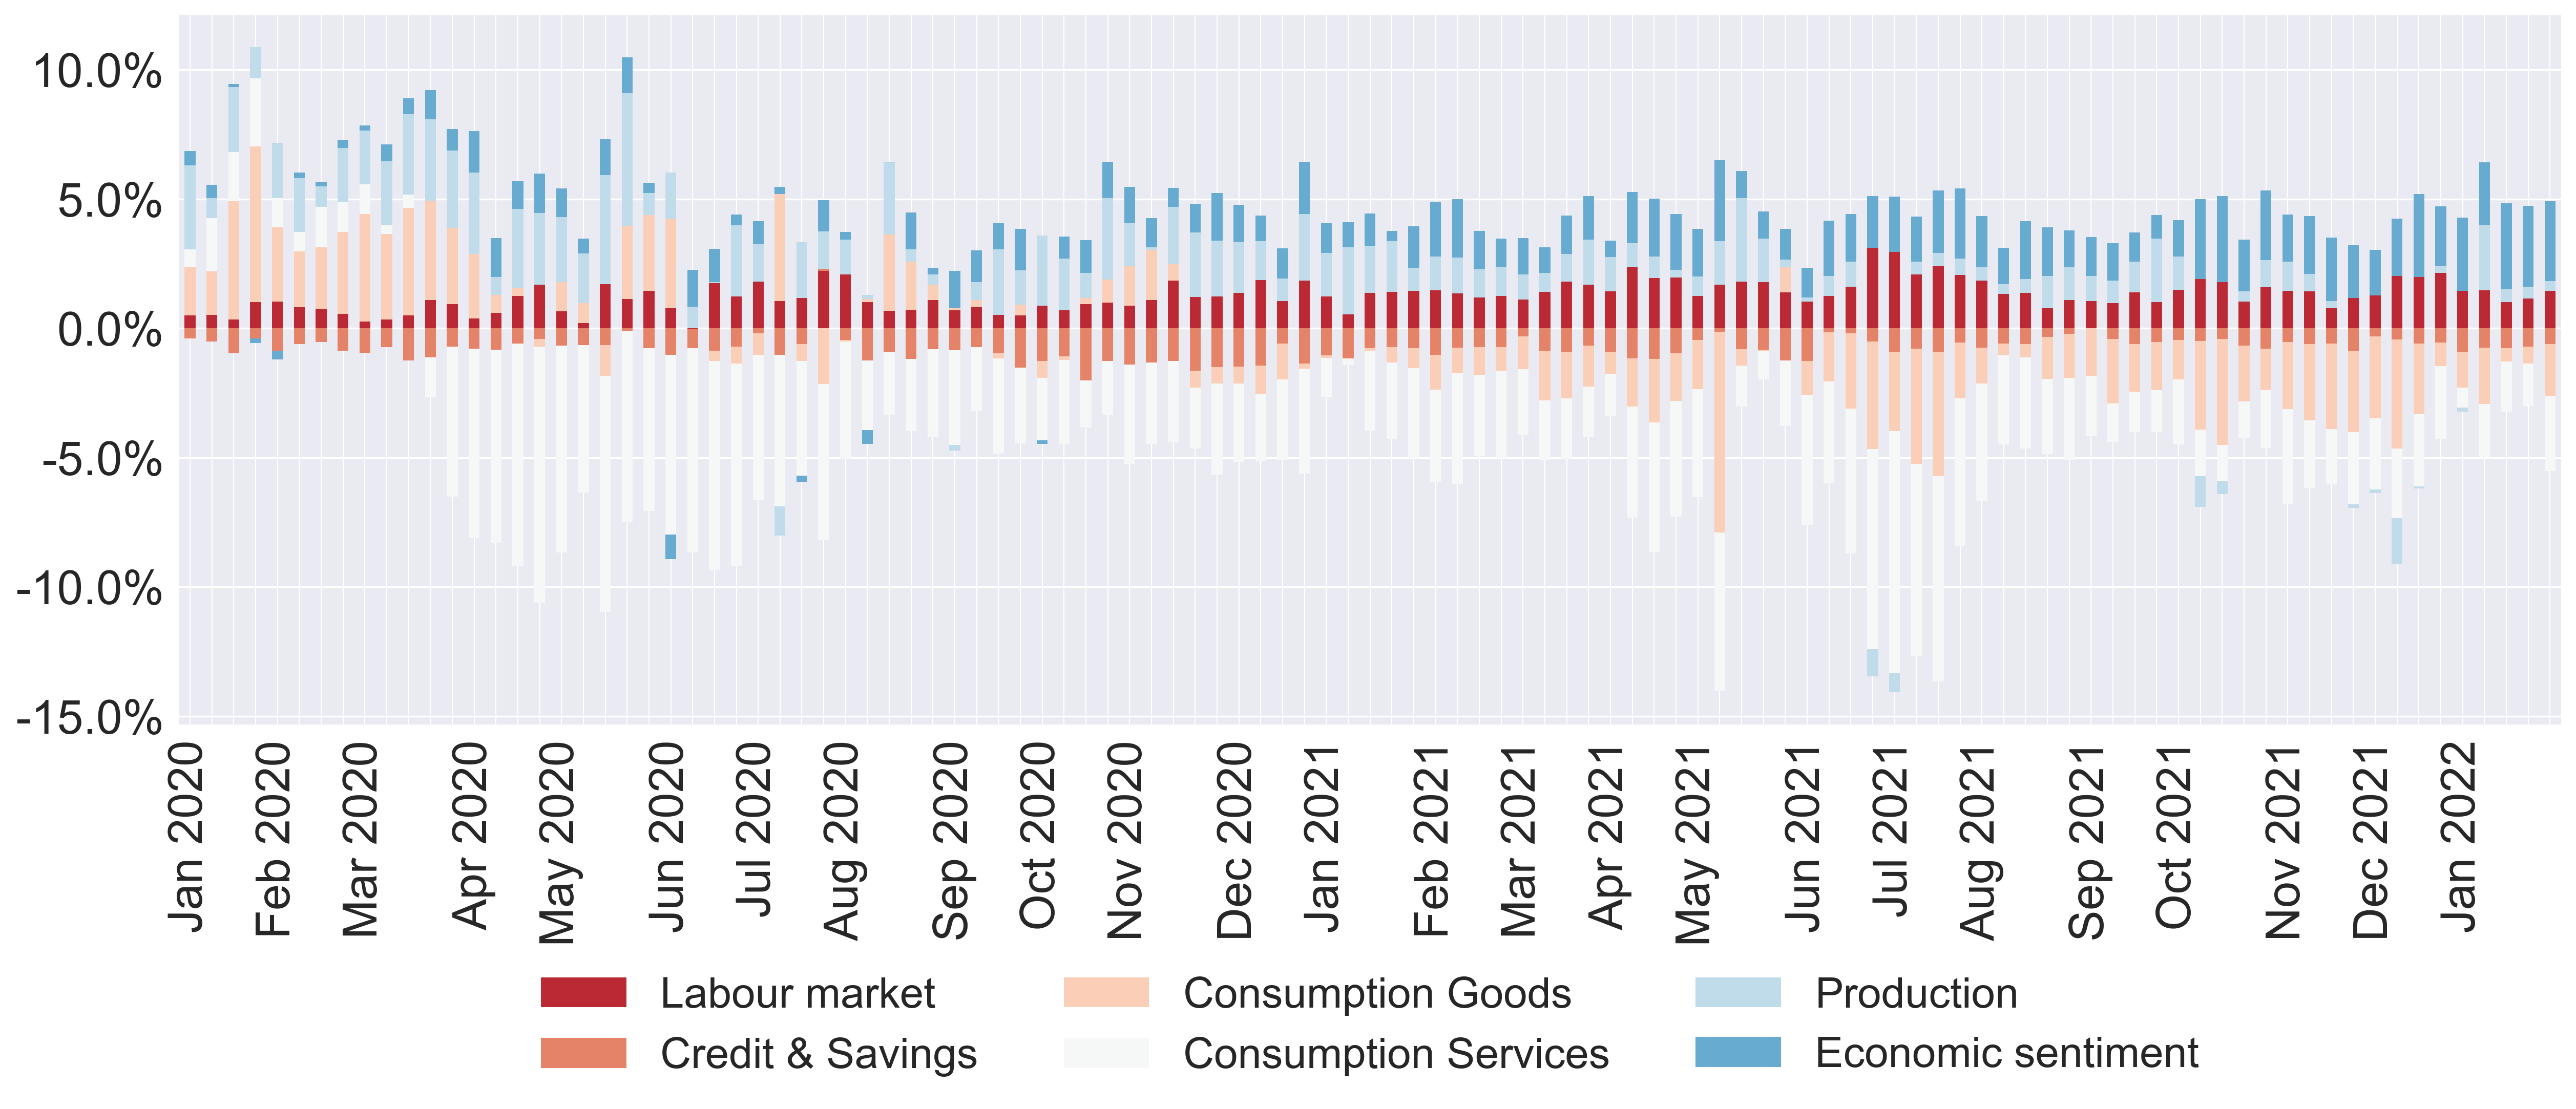 10.0%
5.0%
0.0%
-5.0%
-10.0%
-15.0%
Jan 2020
Feb 2020
Mar 2020
Apr 2020
May 2020
Jun 2020
Jul 2020
Aug 2020
Sep 2020
Oct 2020
Nov 2020
Dec 2020
Jan 2021
Feb 2021
Mar 2021
Apr 2021
May 2021
Jun 2021
Jul 2021
Aug 2021
Sep 2021
Oct 2021
Nov 2021
Dec 2021
Jan 2022
Labour market
Consumption Goods
Production
Credit & Savings
Consumption Services
Economic sentiment